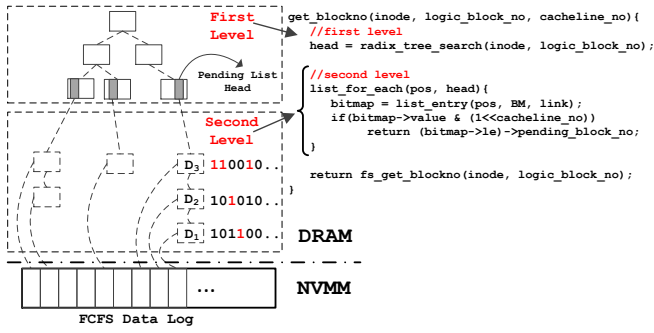 First
Level
Pending List
Head
Second
Level
D3 110010..
D2 101010..
D1 101100..
DRAM
NVMM
...
FCFS Data Log
get_blockno(inode, logic_block_no, cacheline_no){
//first level
head = radix_tree_search(inode, logic_block_no);
//second level
list_for_each(pos, head){
bitmap = list_entry(pos, BM, link);
if(bitmap->value & (1<<cacheline_no))
return (bitmap->le)->pending_block_no;
}
return fs_get_blockno(inode, logic_block_no);
}